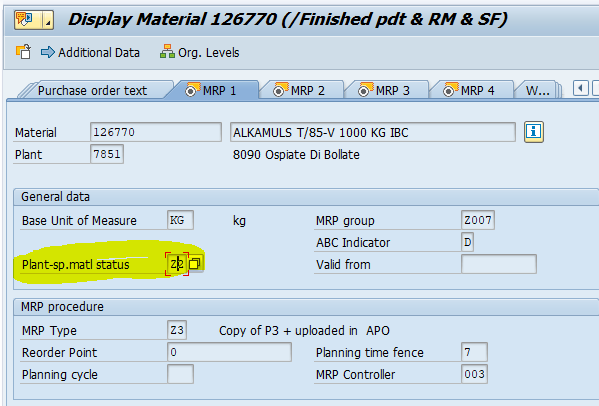 Display Material 126770 (/Finished pdt & RM & SF)
Additional Data Org. Levels
Purchase order text MRP 1 MRP 2 MRP 3 MRP 4 W...
Material 126770 ALKAMULS T/85-V 1000 KG IBC
Plant 7851 8090 Ospiate Di Bollate
General data
Base Unit of Measure KG kg MRP group Z007
ABC Indicator D
Plant-sp.matl status Z2 Valid from
MRP procedure
MRP Type Z3 Copy of P3 + uploaded in APO
Reorder Point 0 Planning time fence 7
Planning cycle MRP Controller 003